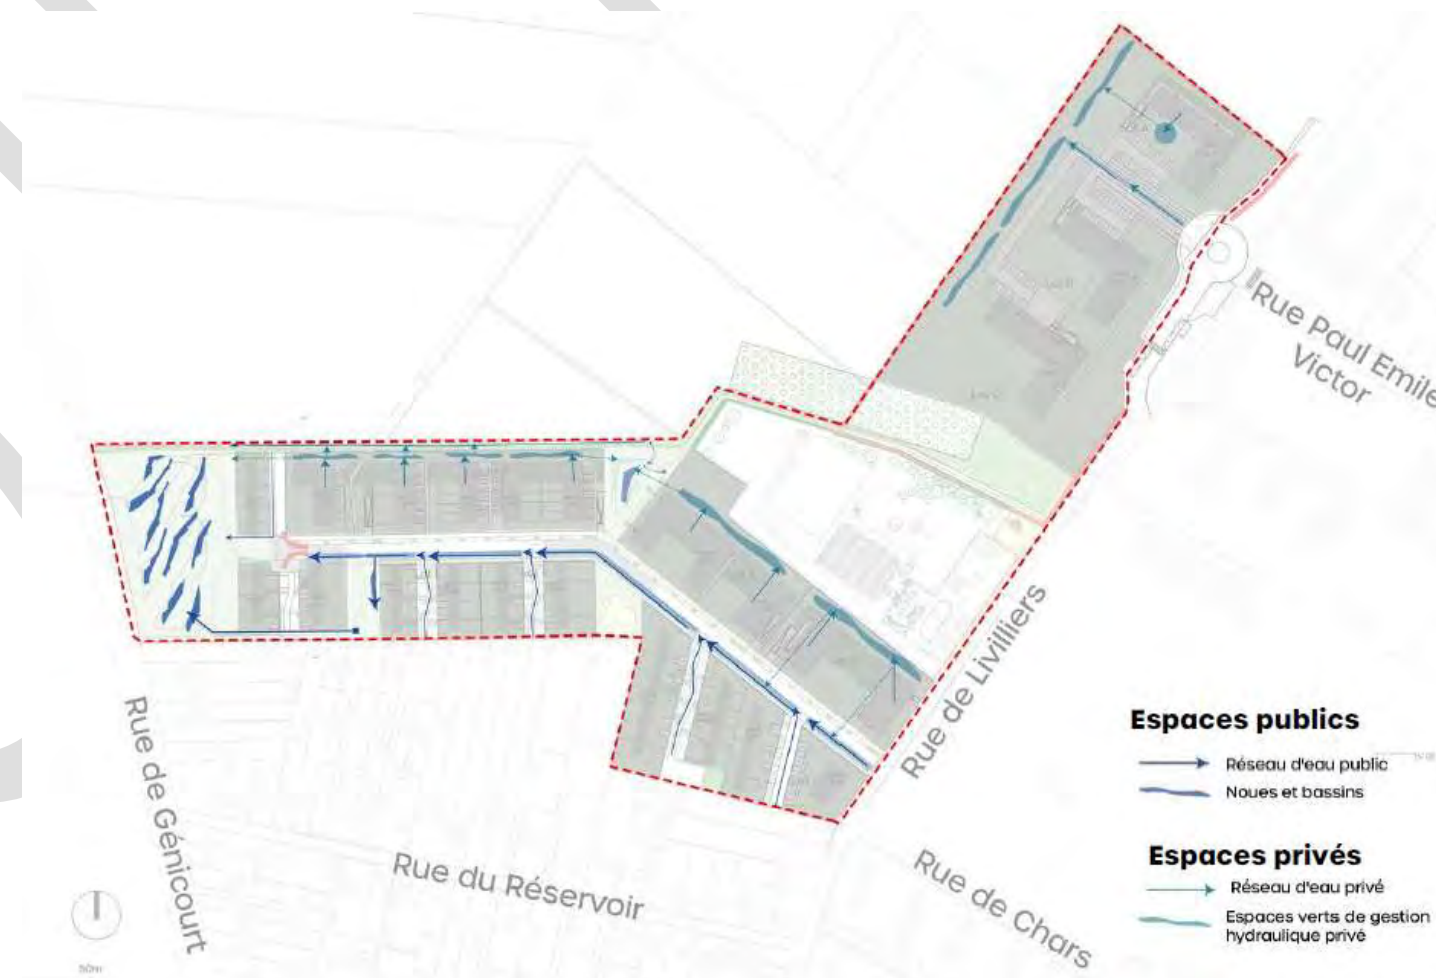 Rue Paul Emile
Victor
Rue de Livilliers
Rue de Génicourt
Rue du Réservoir
Rue de Chars
Espaces publics
Réseau d'eau public
Noues et bassins
Espaces privés
Réseau d'eau privé
Espaces verts de gestion
hydraulique privé